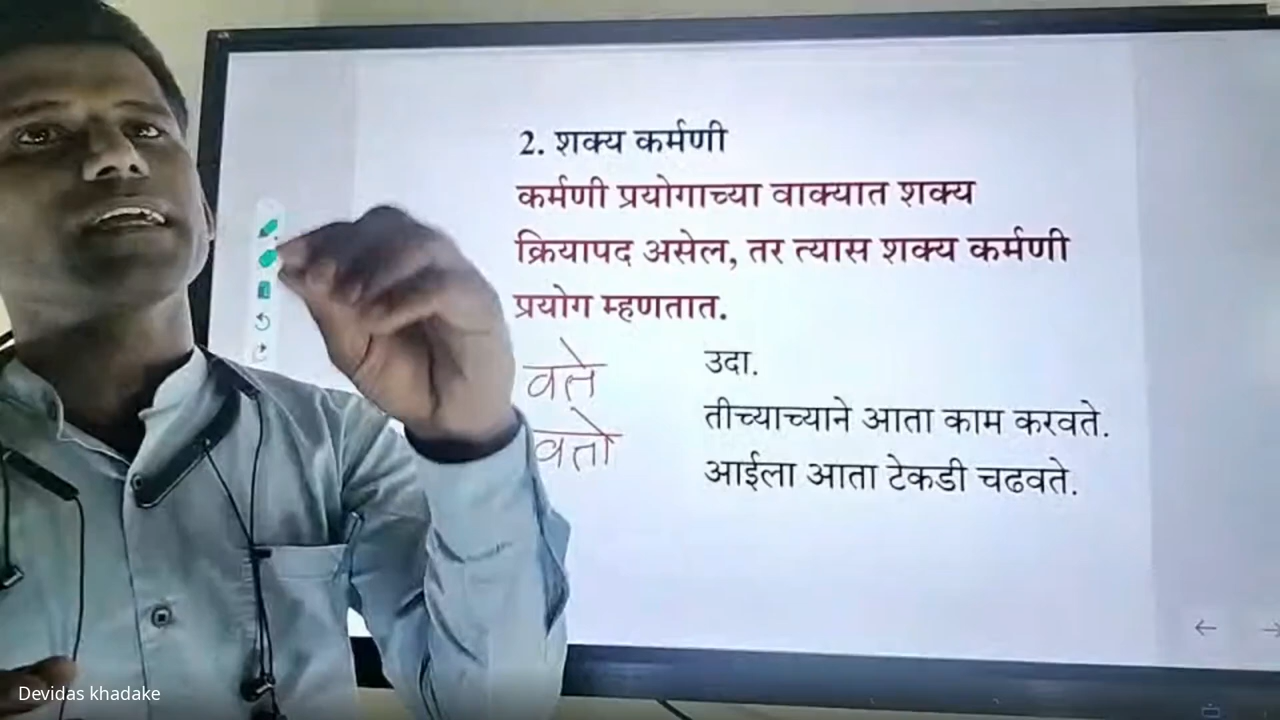 2. शक्य कर्मणी
कर्मणी प्रयोगाच्या वाक्यात शक्य
क्रियापद असेल, तर त्यास शक्य कर्मणी
प्रयोग म्हणतात.
वते
वतो
उदा.
तीच्याच्याने आता काम करवते.
आईला आता टेकडी चढवते.
Devidas khadake